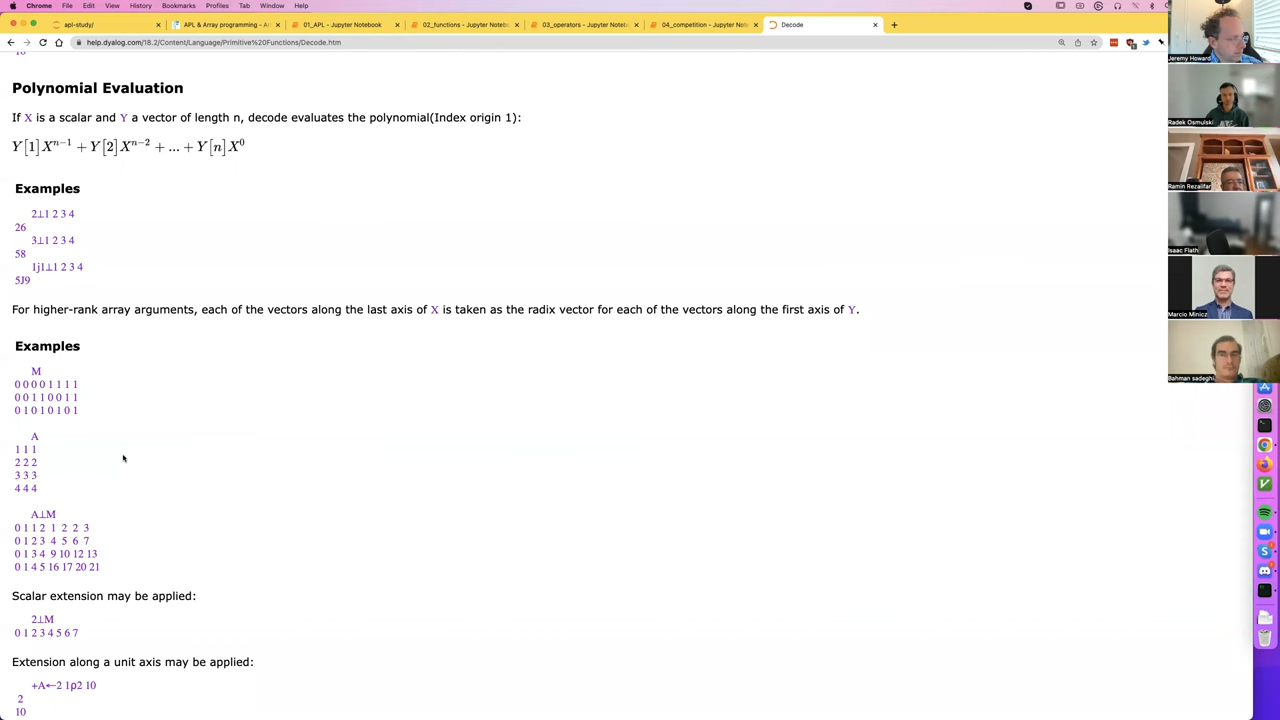 Chrome File Edit View History Bookmarks Profiles Tab Window Help
apl-study/ APL & Array programming - A 01_APL - Jupyter Notebook 02_functions - Jupyter Noteb 03_operators - Jupyter Noteb 04_competition - Jupyter Note Decode
help.dyalog.com/18.2/Content/Language/Primitive%20Functions/Decode.htm
Polynomial Evaluation
If X is a scalar and Y a vector of length n, decode evaluates the polynomial(Index origin 1):
Y[1]Xⁿ⁻¹ + Y[2]Xⁿ⁻² + ... + Y[n]X⁰
Examples
2⊥1 2 3 4
26
3⊥1 2 3 4
58
1j1⊥1 2 3 4
5J9
For higher-rank array arguments, each of the vectors along the last axis of X is taken as the radix vector for each of the vectors along the first axis of Y.
Examples
M
0 0 0 0 1 1 1 1
0 0 1 1 0 0 1 1
0 1 0 1 0 1 0 1
A
1 1 1
2 2 2
3 3 3
4 4 4
A⊥M
0 1 1 2 1 2 2 3
0 1 2 3 4 5 6 7
0 1 3 4 9 10 12 13
0 1 4 5 16 17 20 21
Scalar extension may be applied:
2⊥M
0 1 2 3 4 5 6 7
Extension along a unit axis may be applied:
+A←2 1⍴2 10
2
10
Jeremy Howard
Radek Osmulski
Ramin Rezaiifar
Isaac Flath
Marcio Minicz
Bahman sadeghi